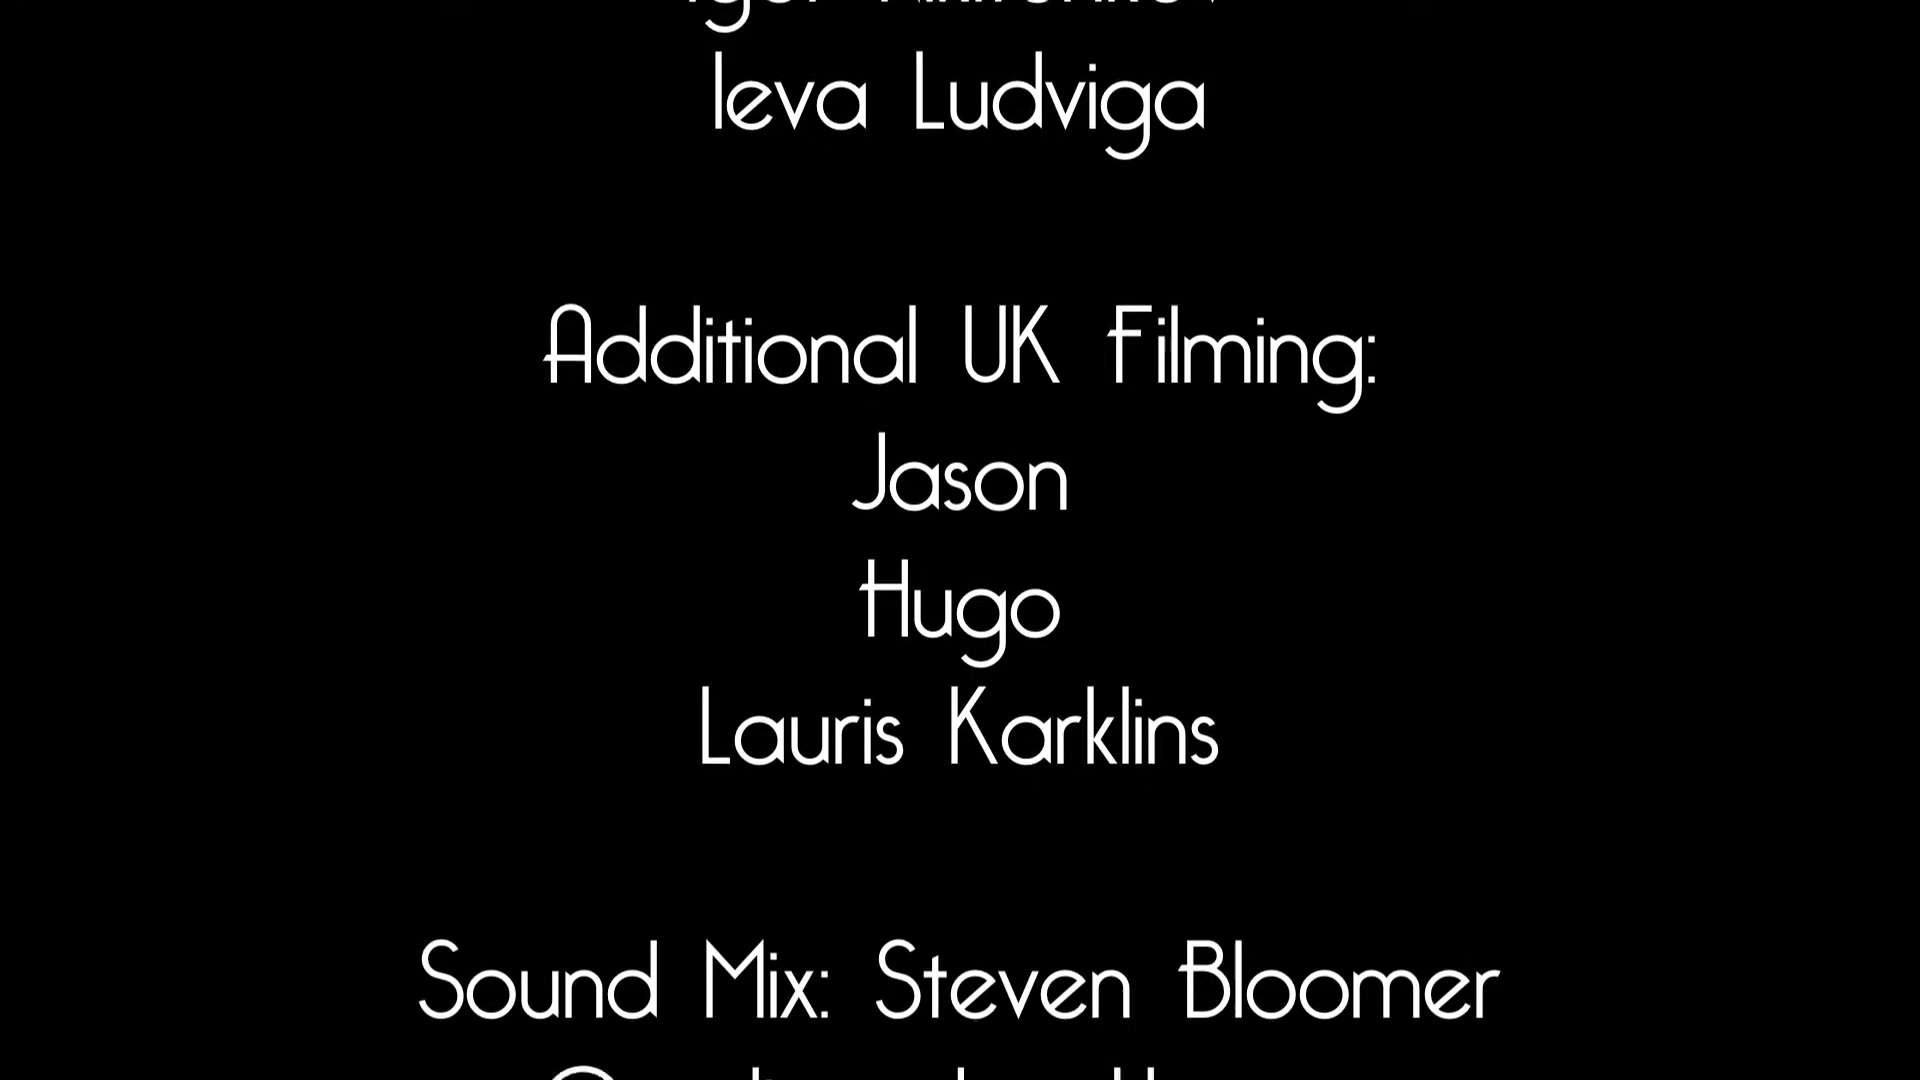 Ieva Ludviga
Additional UK Filming:
Jason
Hugo
Lauris Karklins
Sound Mix: Steven Bloomer